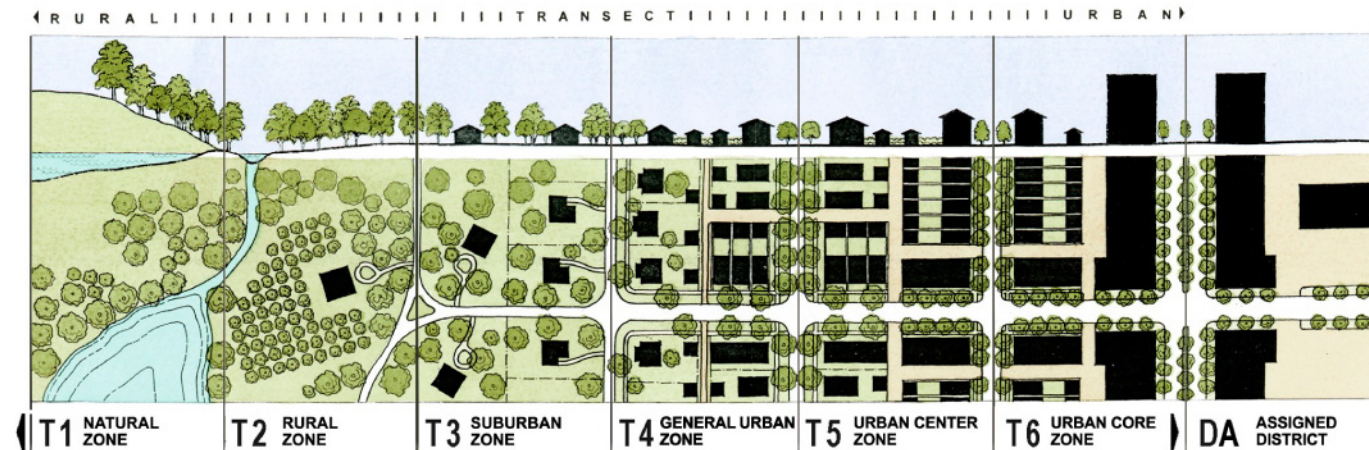 RURAL TRANSECT URBAN
T1 NATURAL ZONE
T2 RURAL ZONE
T3 SUBURBAN ZONE
T4 GENERAL URBAN ZONE
T5 URBAN CENTER ZONE
T6 URBAN CORE ZONE
DA ASSIGNED DISTRICT